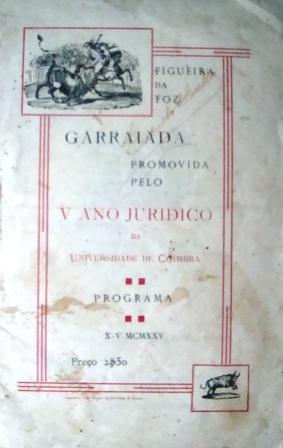 FIGUEIRA
DA
FOZ
GARRAIADA
PROMOVIDA
PELO
V ANO JURIDICO
DA
UNIVERSIDADE DE COIMBRA
PROGRAMA
X-V-MCMXXV
Preço 2$50